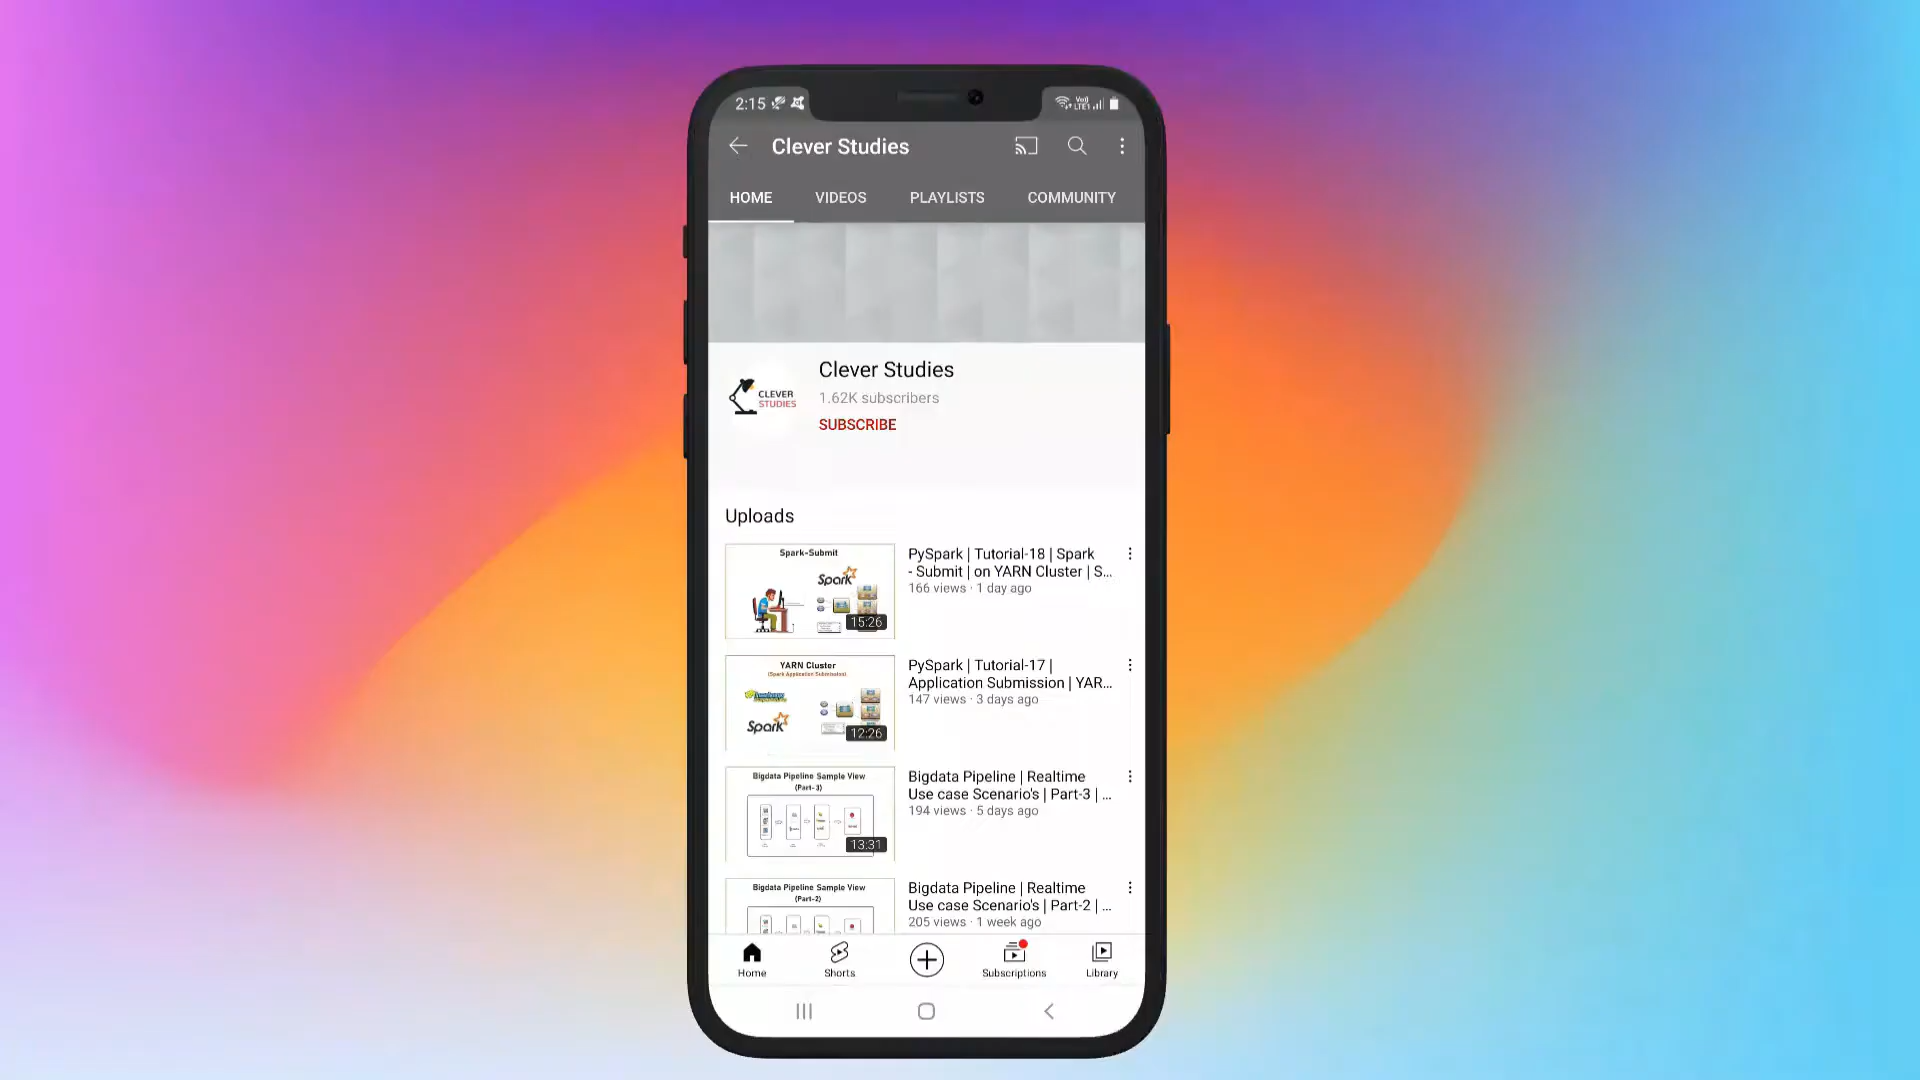 2:15
Clever Studies
HOME VIDEOS PLAYLISTS COMMUNITY
Clever Studies
CLEVER
STUDIES
1.62K subscribers
SUBSCRIBE
Uploads
Spark-Submit
Spark
15:26
PySpark | Tutorial-18 | Spark
- Submit | on YARN Cluster | S...
166 views · 1 day ago
YARN Cluster
(Spark Application Submission)
Spark
12:26
PySpark | Tutorial-17 |
Application Submission | YAR...
147 views · 3 days ago
Bigdata Pipeline Sample View
(Part-3)
13:31
Bigdata Pipeline | Realtime
Use case Scenario's | Part-3 | ...
194 views · 5 days ago
Bigdata Pipeline Sample View
(Part-2)
Bigdata Pipeline | Realtime
Use case Scenario's | Part-2 | ...
205 views · 1 week ago
Home Shorts Subscriptions Library